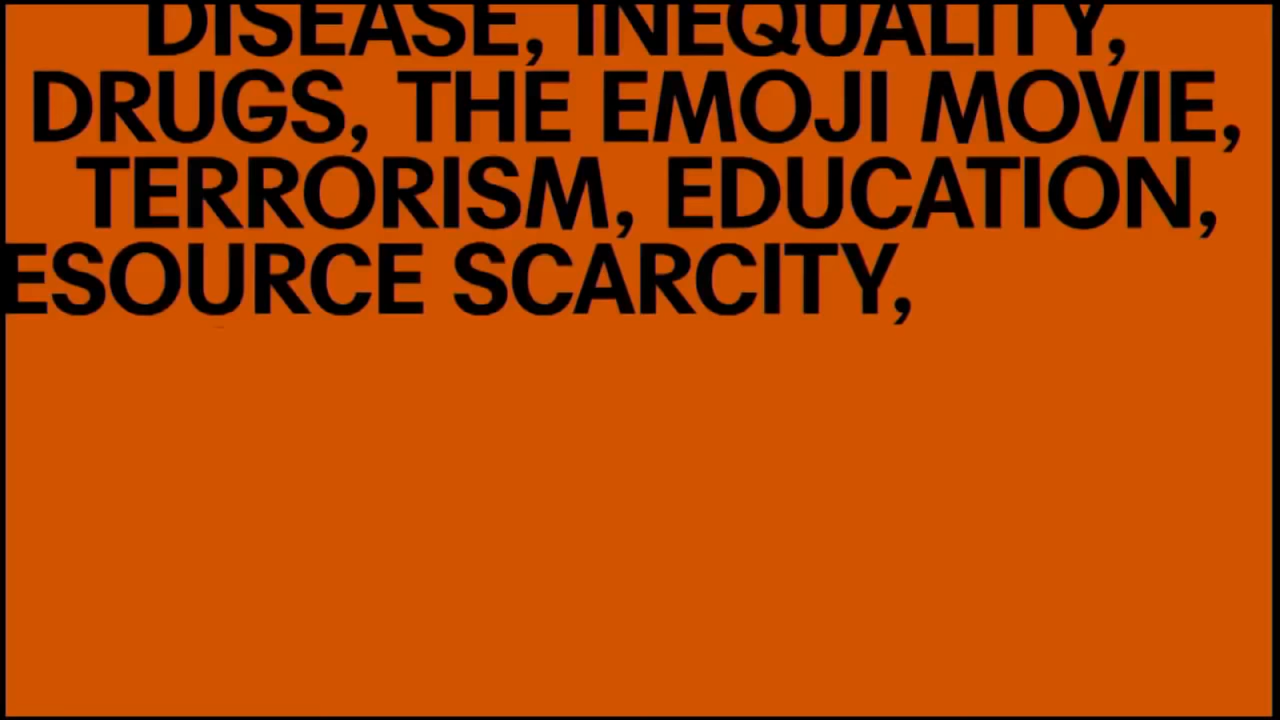 DISEASE, INEQUALITY,
DRUGS, THE EMOJI MOVIE,
TERRORISM, EDUCATION,
ESOURCE SCARCITY,